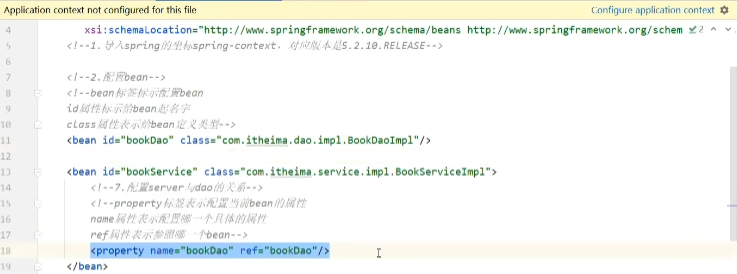 Application context not configured for this file
Configure application context
4 xsi:schemaLocation="http://www.springframework.org/schema/beans http://www.springframework.org/schem 2
5 <!--1.导入spring的坐标spring-context，对应版本是5.2.10.RELEASE-->
6
7 <!--2.配置bean-->
8 <!--bean标签标示配置bean
9 id属性标示给bean起名字
10 class属性表示给bean定义类型-->
11 <bean id="bookDao" class="com.itheima.dao.impl.BookDaoImpl"/>
12
13 <bean id="bookService" class="com.itheima.service.impl.BookServiceImpl">
14 <!--7.配置server与dao的关系-->
15 <!--property标签表示配置当前bean的属性
16 name属性表示配置哪一个具体的属性
17 ref属性表示参照哪一个bean-->
18 <property name="bookDao" ref="bookDao"/>
19 </bean>